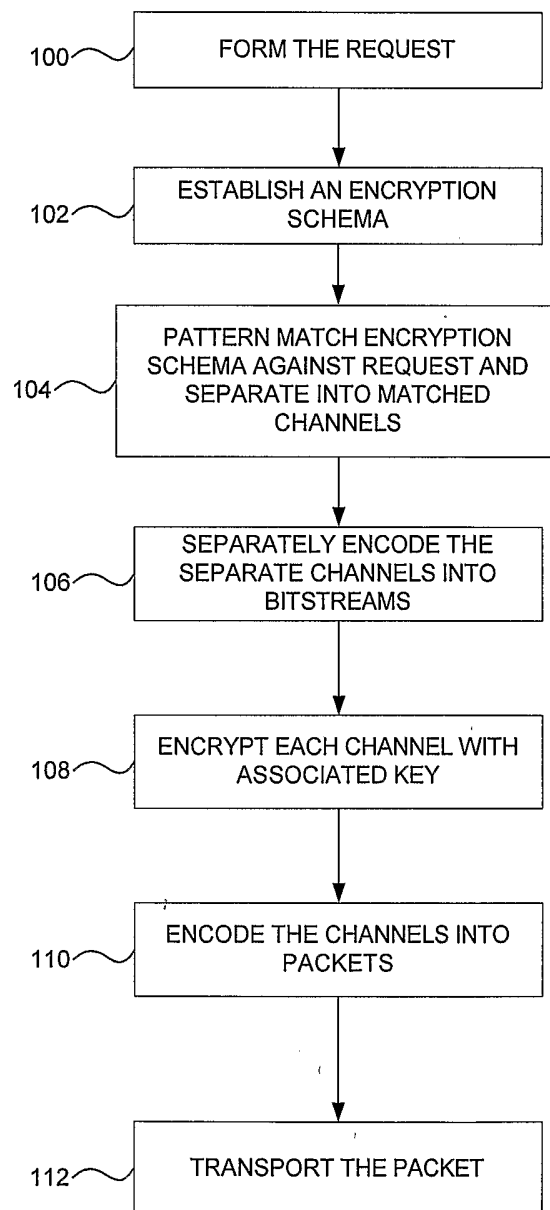 100
FORM THE REQUEST
102
ESTABLISH AN ENCRYPTION
SCHEMA
104
PATTERN MATCH ENCRYPTION
SCHEMA AGAINST REQUEST AND
SEPARATE INTO MATCHED
CHANNELS
106
SEPARATELY ENCODE THE
SEPARATE CHANNELS INTO
BITSTREAMS
108
ENCRYPT EACH CHANNEL WITH
ASSOCIATED KEY
110
ENCODE THE CHANNELS INTO
PACKETS
112
TRANSPORT THE PACKET